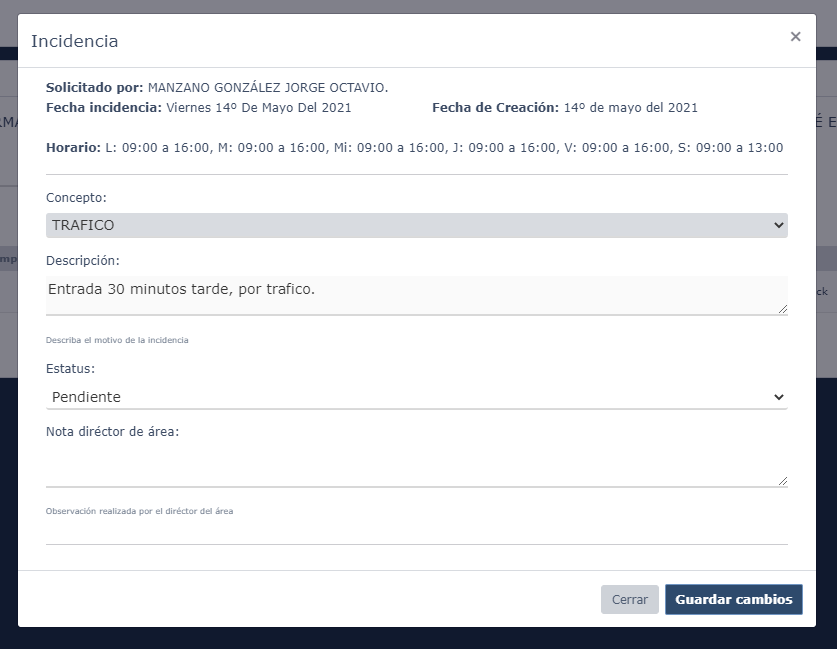 Incidencia
×
Solicitado por: MANZANO GONZÁLEZ JORGE OCTAVIO.
Fecha incidencia: Viernes 14º De Mayo Del 2021 Fecha de Creación: 14º de mayo del 2021
Horario: L: 09:00 a 16:00, M: 09:00 a 16:00, Mi: 09:00 a 16:00, J: 09:00 a 16:00, V: 09:00 a 16:00, S: 09:00 a 13:00
Concepto:
TRAFICO
Descripción:
Entrada 30 minutos tarde, por trafico.
Describa el motivo de la incidencia
Estatus:
Pendiente
Nota diréctor de área:
Observación realizada por el diréctor del área
Cerrar Guardar cambios